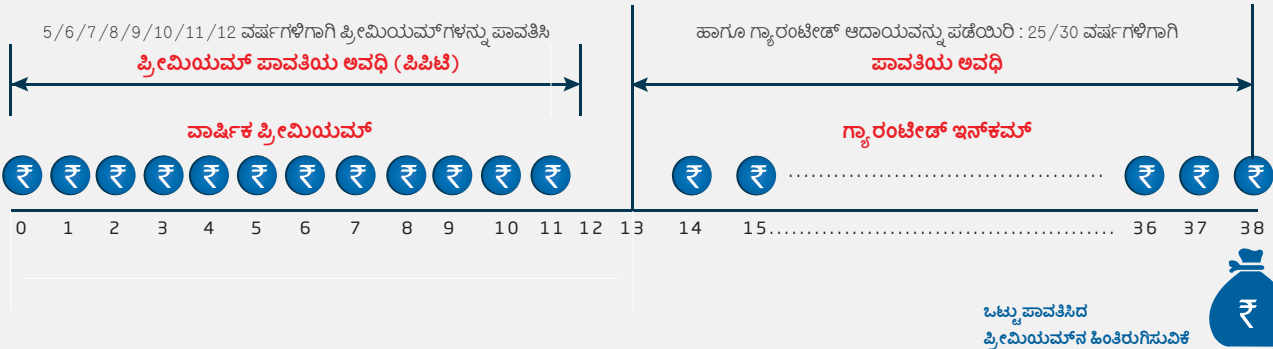 5/6/7/8/9/10/11/12 ವರ್ಷಗಳಿಗಾಗಿ ಪ್ರೀಮಿಯಮ್‌ಗಳನ್ನು ಪಾವತಿಸಿ
ಪ್ರೀಮಿಯಮ್ ಪಾವತಿಯ ಅವಧಿ (ಪಿಪಿಟಿ)
ಹಾಗೂ ಗ್ಯಾರಂಟೀಡ್ ಆದಾಯವನ್ನು ಪಡೆಯಿರಿ : 25/30 ವರ್ಷಗಳಿಗಾಗಿ
ಪಾವತಿಯ ಅವಧಿ
ವಾರ್ಷಿಕ ಪ್ರೀಮಿಯಮ್
ಗ್ಯಾರಂಟೀಡ್ ಇನ್‌ಕಮ್
₹ ₹ ₹ ₹ ₹ ₹ ₹ ₹ ₹ ₹ ₹ ₹ ₹ ₹ .......................................... ₹ ₹ ₹
0 1 2 3 4 5 6 7 8 9 10 11 12 13 14 15.............................................. 36 37 38
₹
ಒಟ್ಟು ಪಾವತಿಸಿದ
ಪ್ರೀಮಿಯಮ್‌ನ ಹಿಂತಿರುಗಿಸುವಿಕೆ